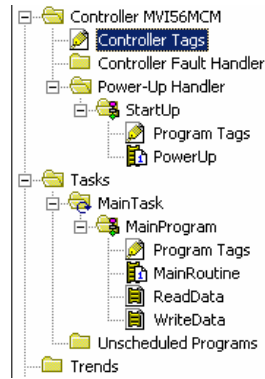 Controller MVI56MCM
Controller Tags
Controller Fault Handler
Power-Up Handler
StartUp
Program Tags
PowerUp
Tasks
MainTask
MainProgram
Program Tags
MainRoutine
ReadData
WriteData
Unscheduled Programs
Trends